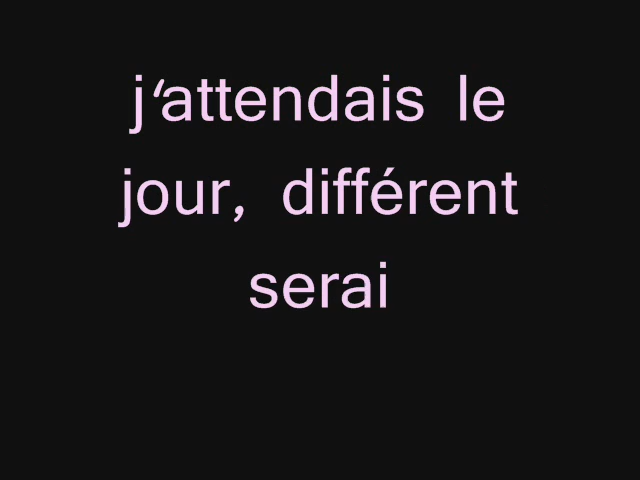 j‘attendais le
jour, différent
serai